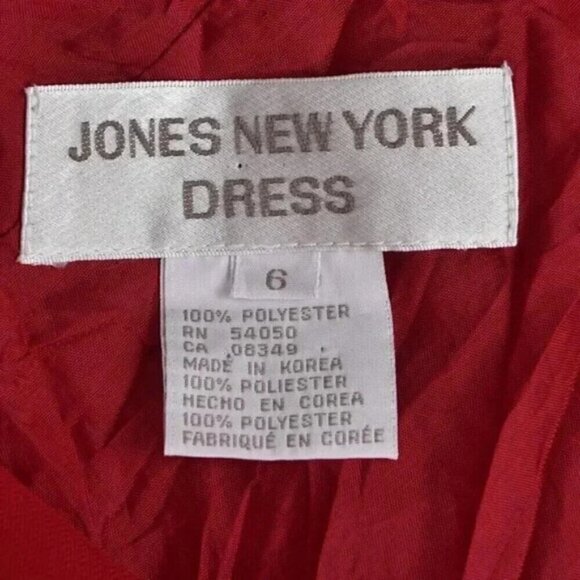 JONES NEW YORK
DRESS
6
100% POLYESTER
RN 54050
CA 08349
MADE IN KOREA
100% POLIESTER
HECHO EN COREA
100% POLYESTER
FABRIQUÉ EN CORÉE